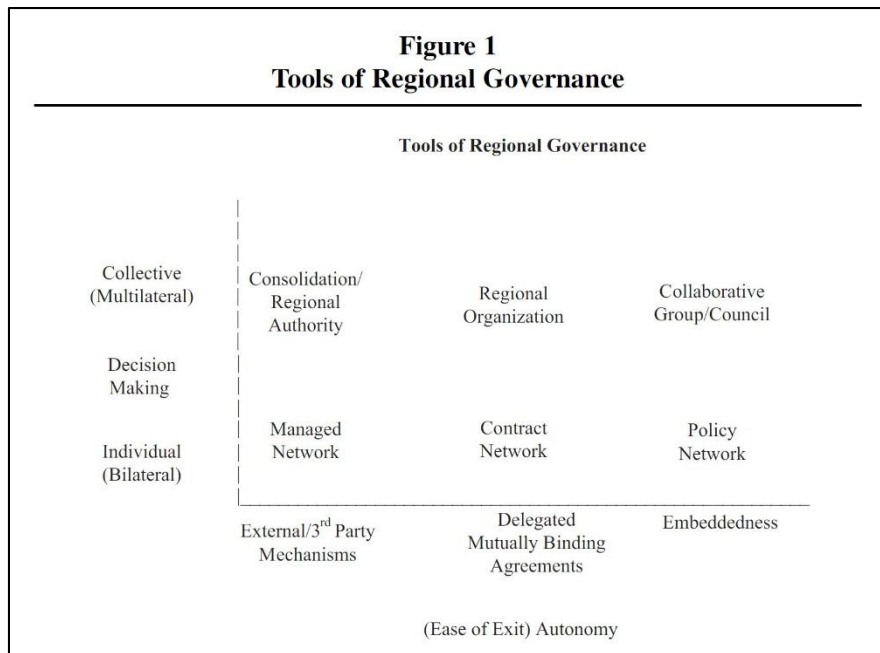 Figure 1
Tools of Regional Governance
Tools of Regional Governance
Collective
(Multilateral)
Consolidation/
Regional
Authority
Regional
Organization
Collaborative
Group/Council
Decision
Making
Individual
(Bilateral)
Managed
Network
Contract
Network
Policy
Network
External/3rd Party
Mechanisms
Delegated
Mutually Binding
Agreements
Embeddedness
(Ease of Exit) Autonomy